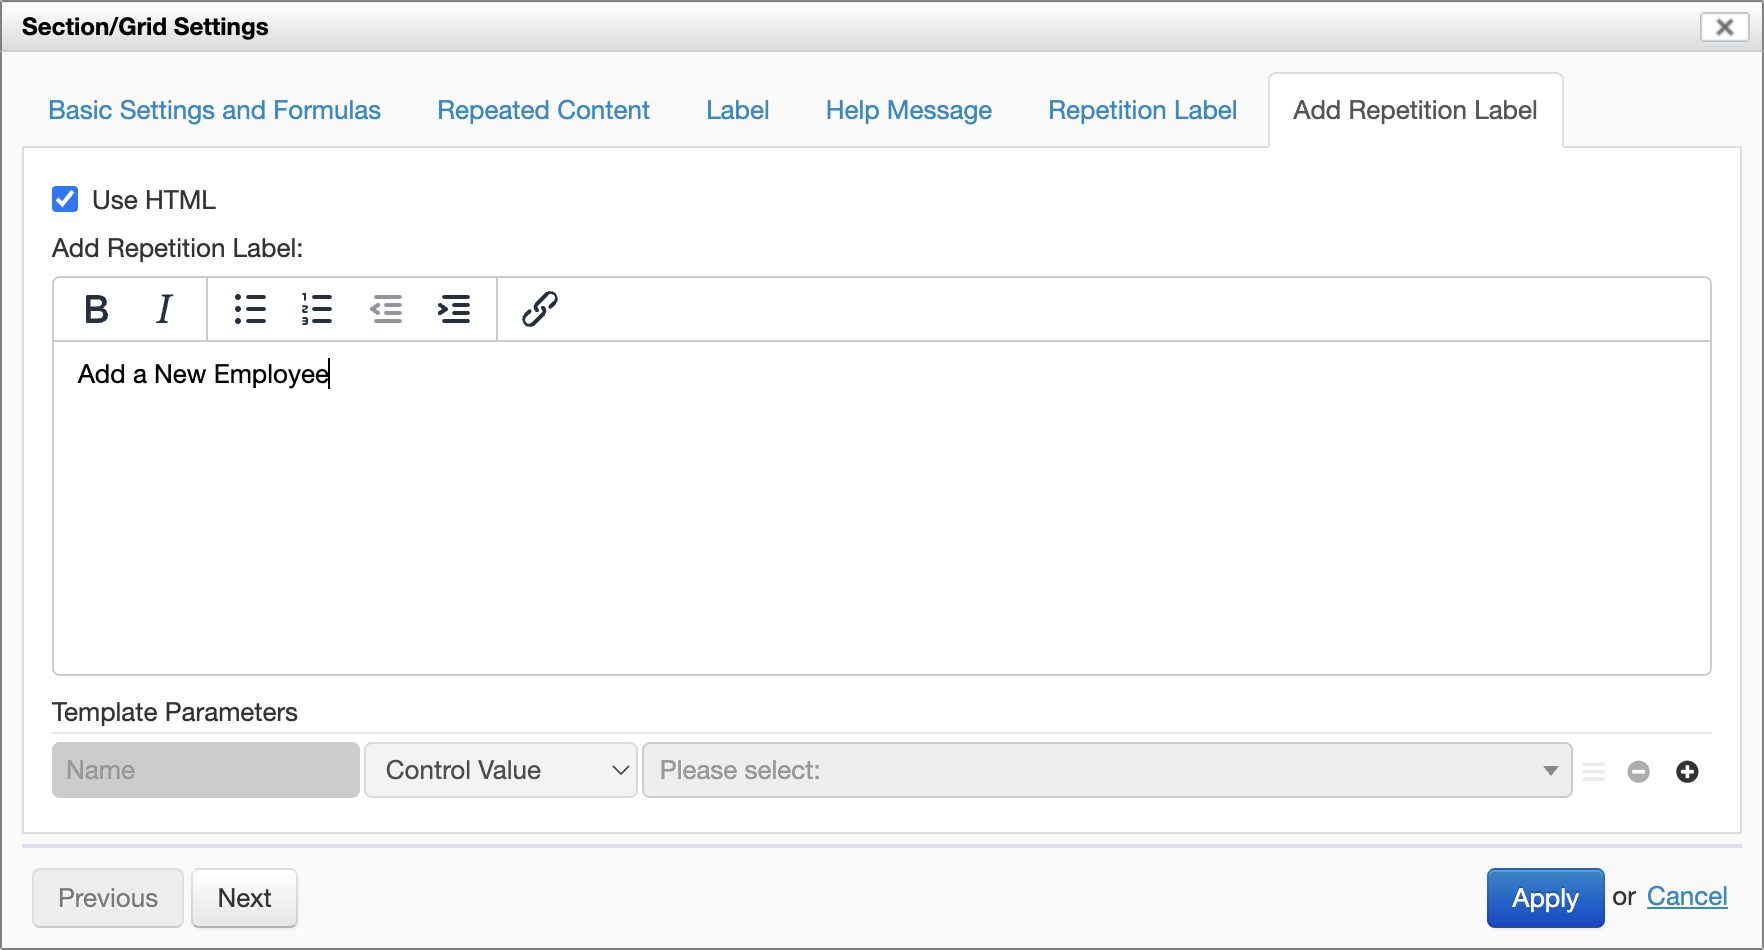 Section/Grid Settings
Basic Settings and Formulas Repeated Content Label Help Message Repetition Label Add Repetition Label
Use HTML
Add Repetition Label:
B I
Add a New Employee
Template Parameters
Name Control Value Please select:
Previous Next Apply or Cancel